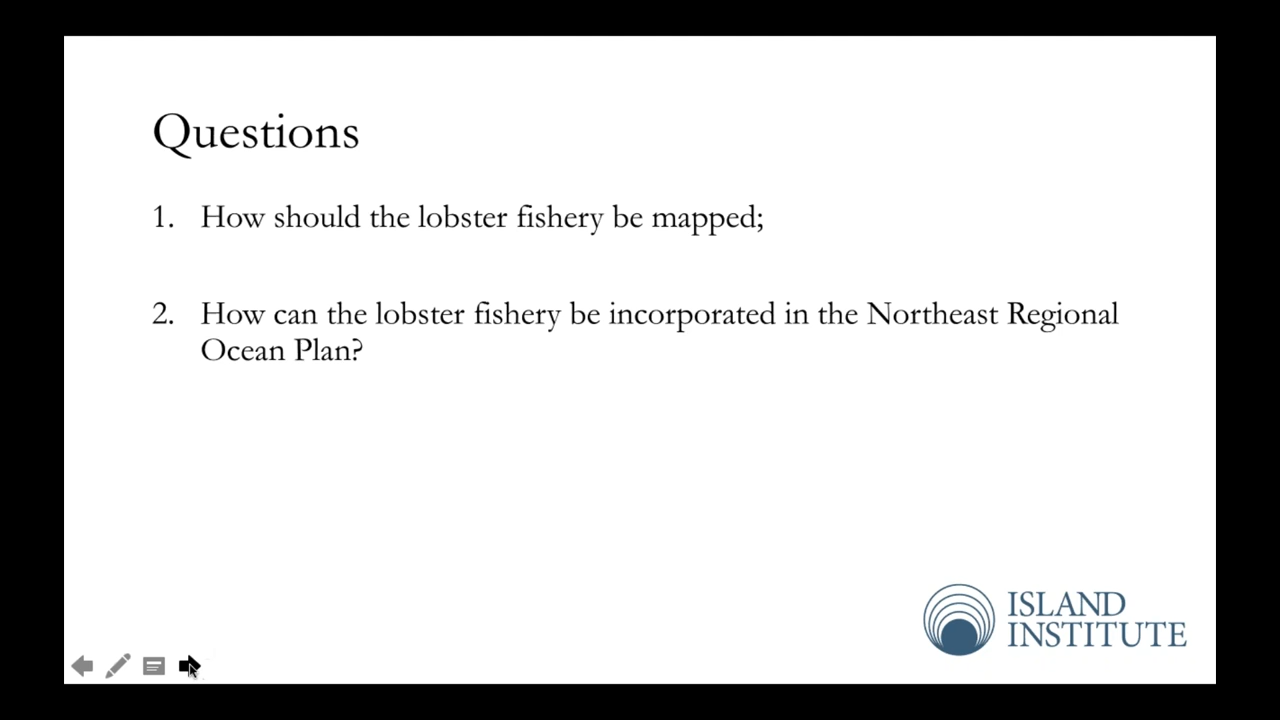 Questions
1. How should the lobster fishery be mapped;
2. How can the lobster fishery be incorporated in the Northeast Regional
Ocean Plan?
ISLAND
INSTITUTE